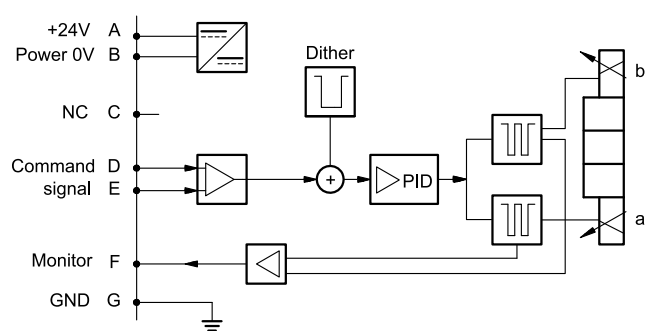 +24V A
Power 0V B
Dither
b
NC C
Command D
signal E
+
PID
a
Monitor F
GND G